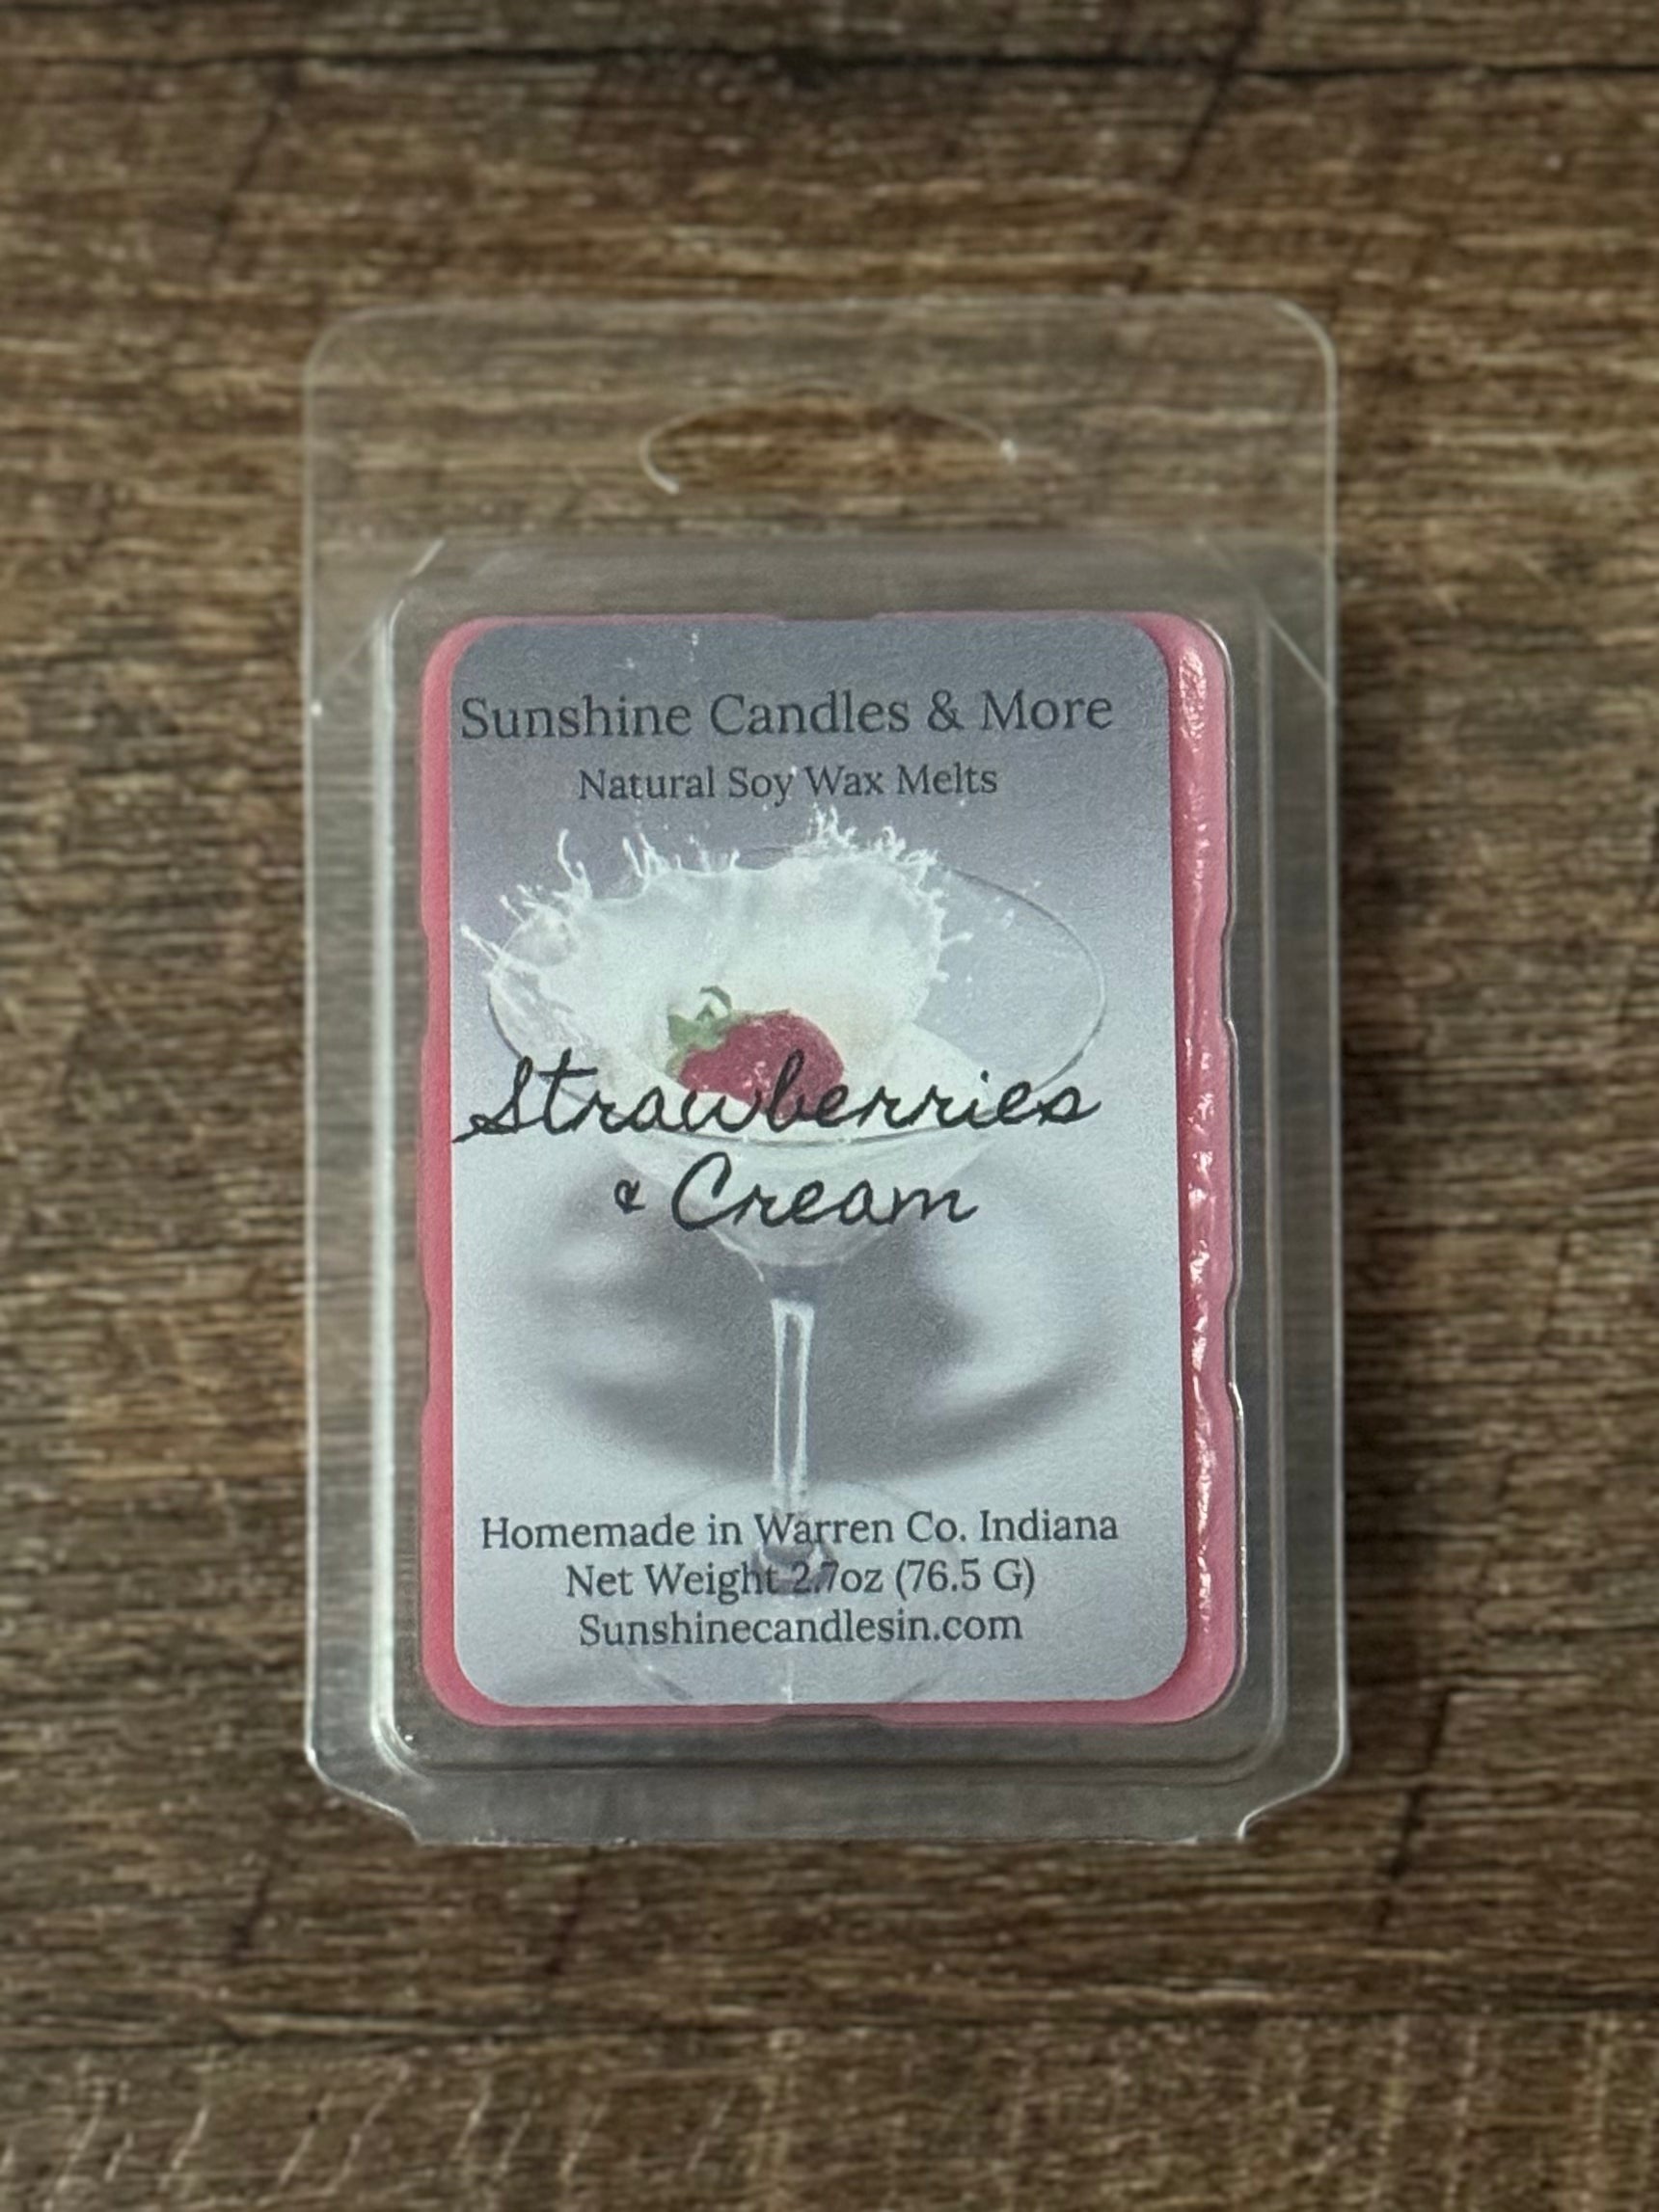 Sunshine Candles & More
Natural Soy Wax Melts
Strawberries
& Cream
Homemade in Warren Co. Indiana
Net Weight 2.7oz (76.5 G)
Sunshinecandlesin.com